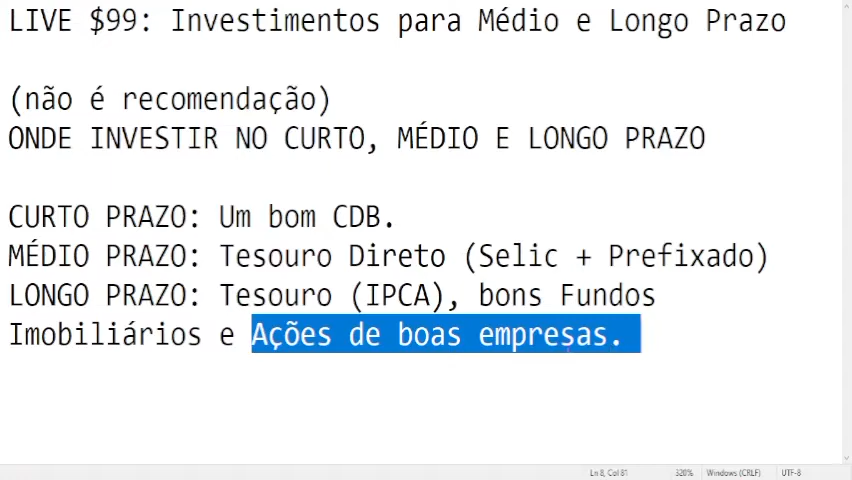 LIVE $99: Investimentos para Médio e Longo Prazo
(não é recomendação)
ONDE INVESTIR NO CURTO, MÉDIO E LONGO PRAZO
CURTO PRAZO: Um bom CDB.
MÉDIO PRAZO: Tesouro Direto (Selic + Prefixado)
LONGO PRAZO: Tesouro (IPCA), bons Fundos
Imobiliários e Ações de boas empresas.
Ln 8, Col 81 320% Windows (CRLF) UTF-8